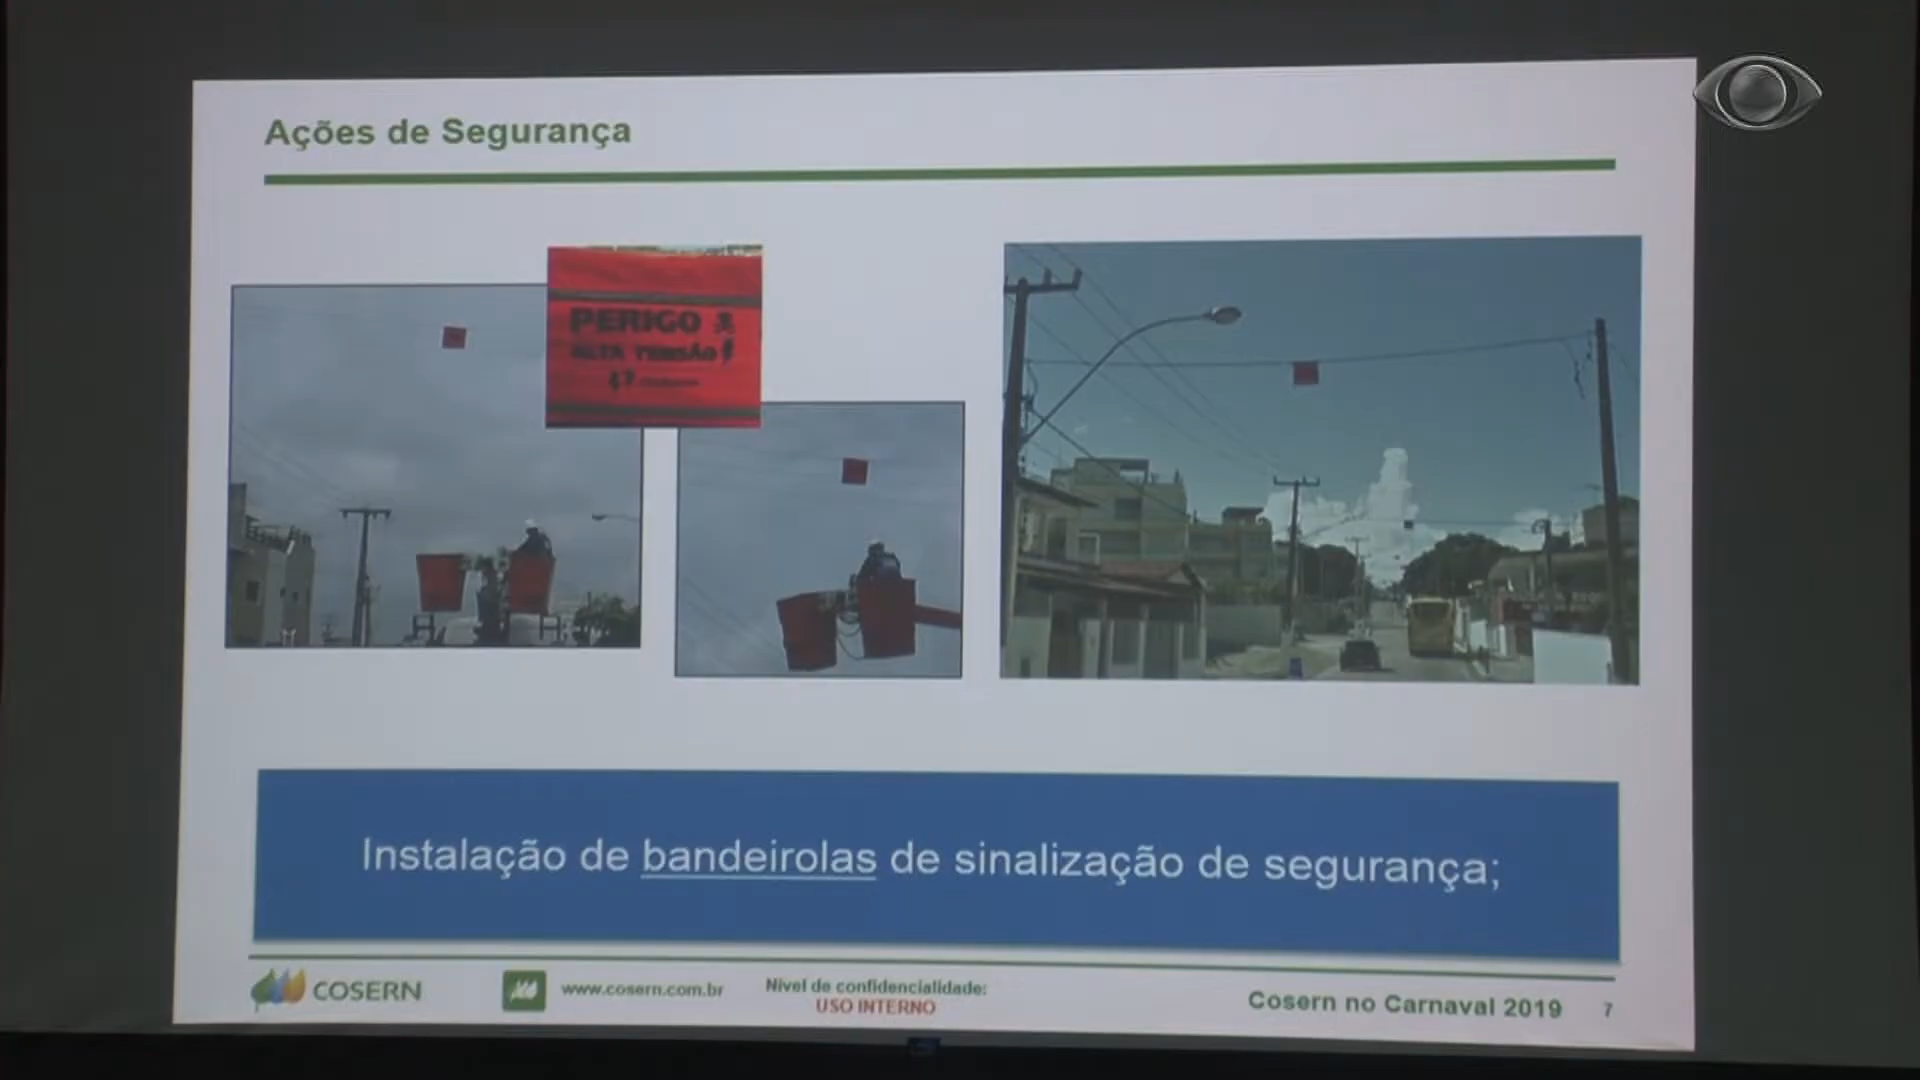 Ações de Segurança
PERIGO
ALTA TENSÃO
Instalação de bandeirolas de sinalização de segurança;
COSERN
www.cosern.com.br
Nível de confidencialidade:
USO INTERNO
Cosern no Carnaval 2019
7